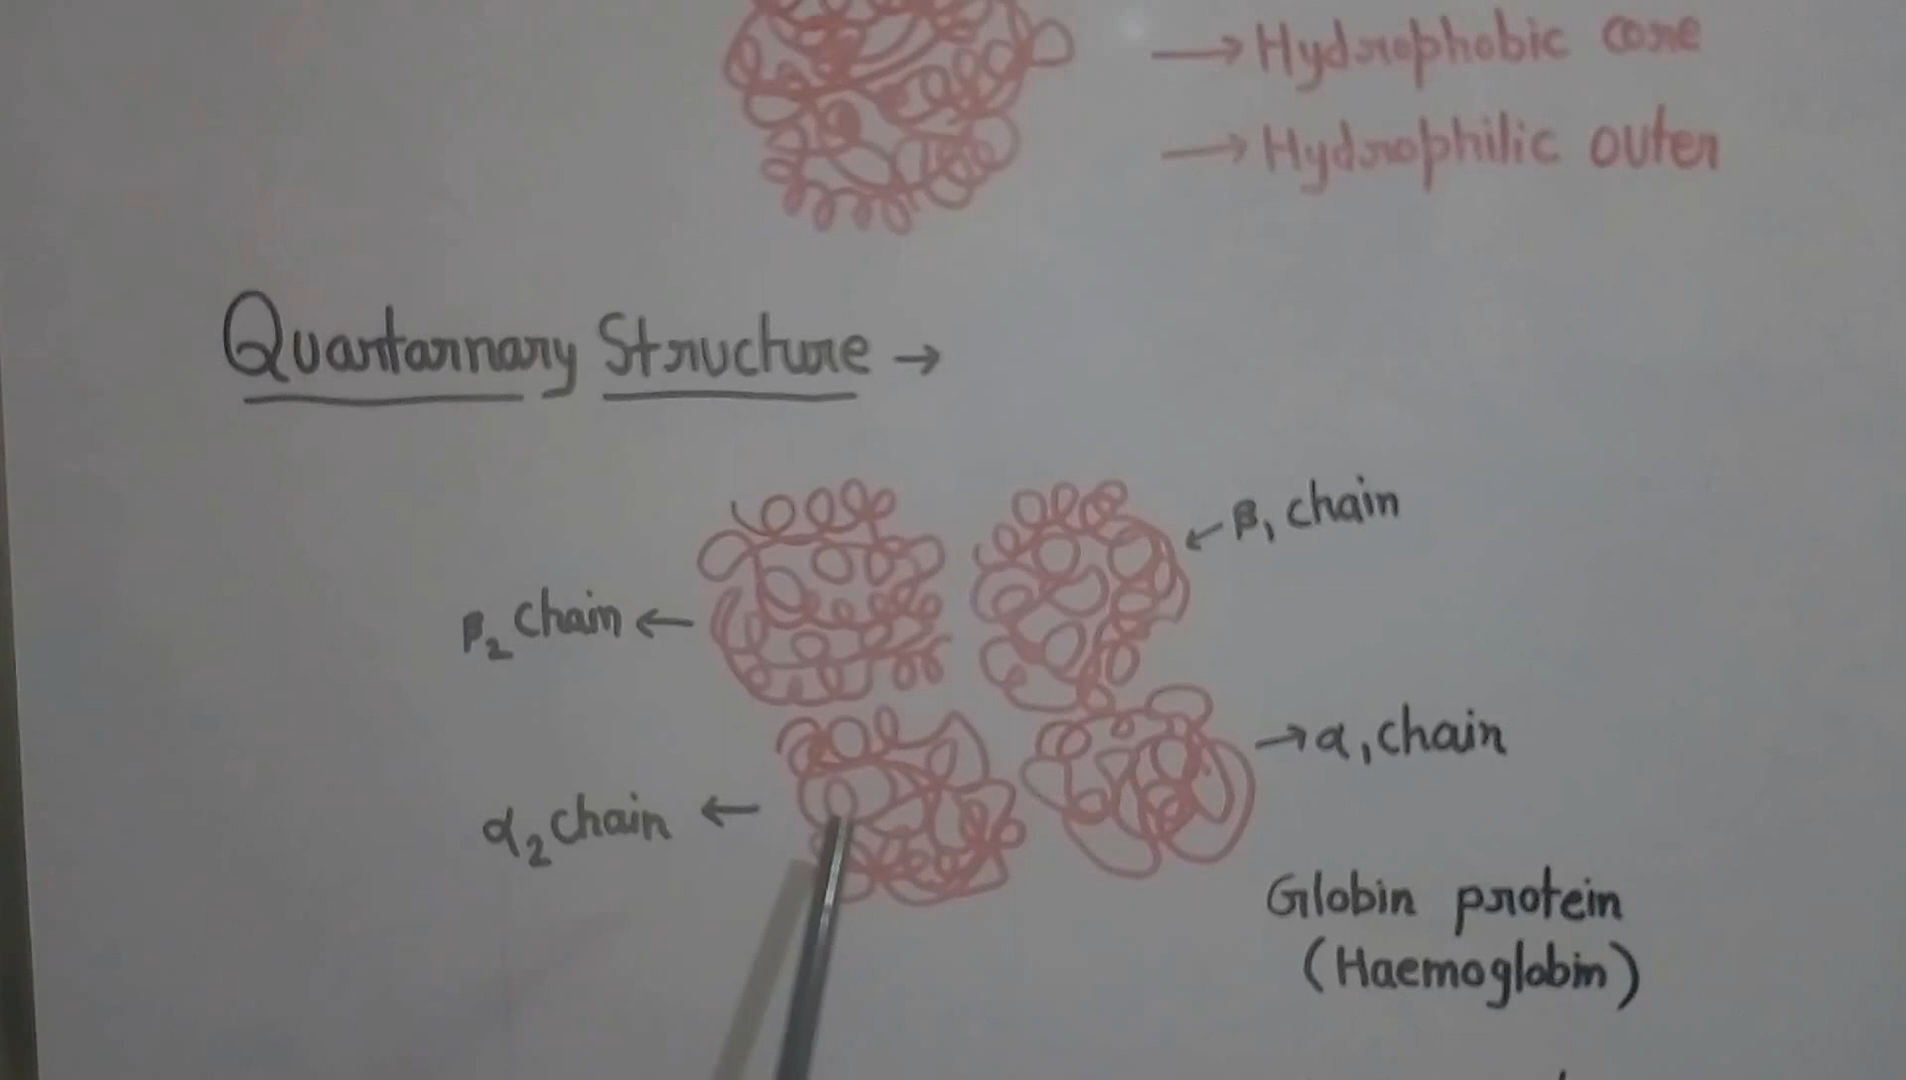 → Hydrophobic core
→ Hydrophilic outer
Quartarnary Structure →
← β₁ chain
β₂ chain ←
→ α₁ chain
α₂ chain ←
Globin protein
(Haemoglobin)